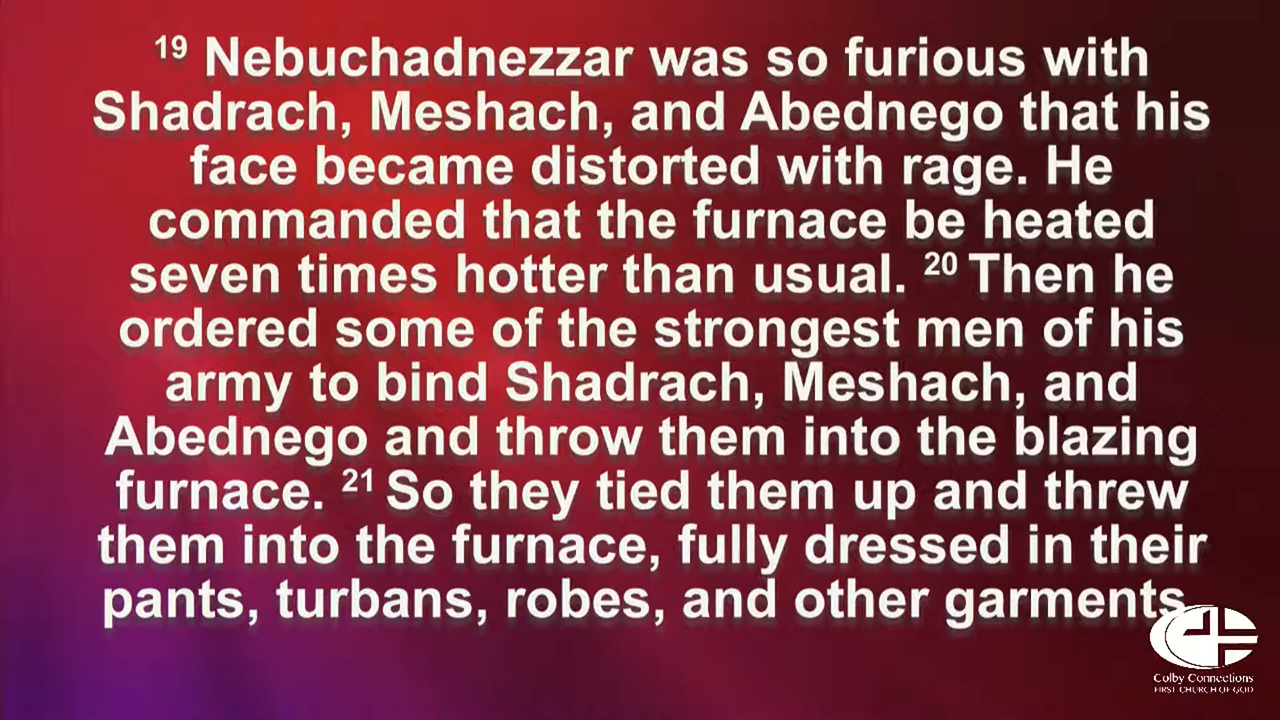 19 Nebuchadnezzar was so furious with
Shadrach, Meshach, and Abednego that his
face became distorted with rage. He
commanded that the furnace be heated
seven times hotter than usual. 20 Then he
ordered some of the strongest men of his
army to bind Shadrach, Meshach, and
Abednego and throw them into the blazing
furnace. 21 So they tied them up and threw
them into the furnace, fully dressed in their
pants, turbans, robes, and other garments.
Colby Connections
FIRST CHURCH OF GOD